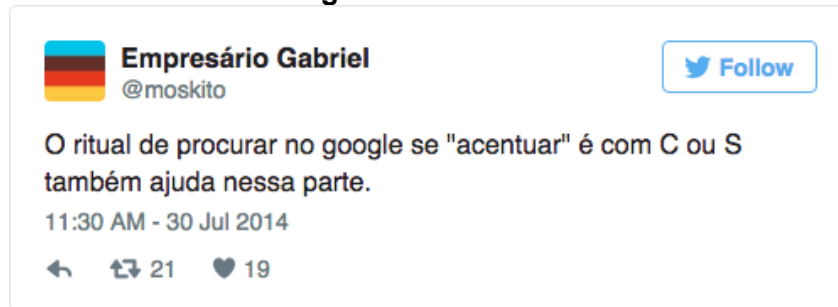 Empresário Gabriel
@moskito
Follow
O ritual de procurar no google se "acentuar" é com C ou S
também ajuda nessa parte.
11:30 AM - 30 Jul 2014
21 19